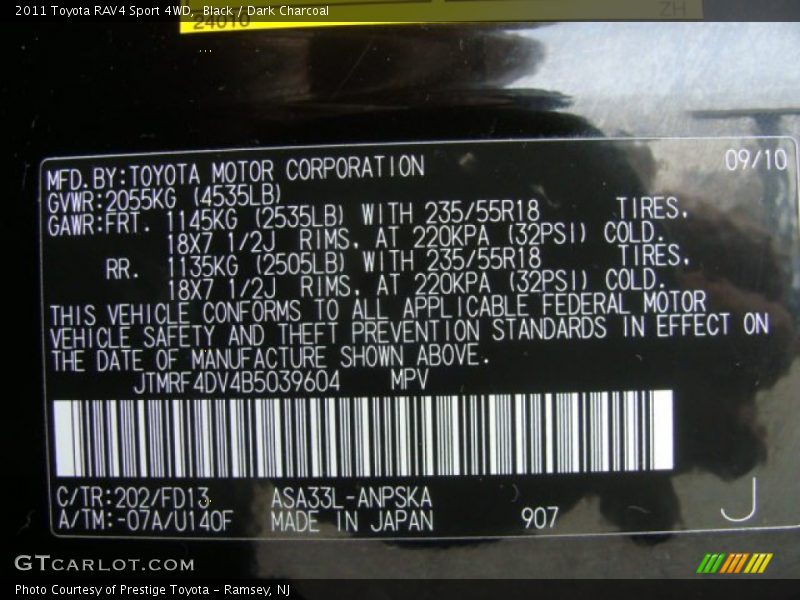 2011 Toyota RAV4 Sport 4WD, Black / Dark Charcoal
24010 ZH
09/10
MFD.BY:TOYOTA MOTOR CORPORATION
GVWR:2055KG (4535LB)
GAWR:FRT. 1145KG (2535LB) WITH 235/55R18 TIRES,
18X7 1/2J RIMS, AT 220KPA (32PSI) COLD.
RR. 1135KG (2505LB) WITH 235/55R18 TIRES,
18X7 1/2J RIMS, AT 220KPA (32PSI) COLD.
THIS VEHICLE CONFORMS TO ALL APPLICABLE FEDERAL MOTOR
VEHICLE SAFETY AND THEFT PREVENTION STANDARDS IN EFFECT ON
THE DATE OF MANUFACTURE SHOWN ABOVE.
JTMRF4DV4B5039604 MPV
C/TR:202/FD13 ASA33L-ANPSKA
A/TM:-07A/U140F MADE IN JAPAN 907 J
GTCARLOT.COM
Photo Courtesy of Prestige Toyota - Ramsey, NJ